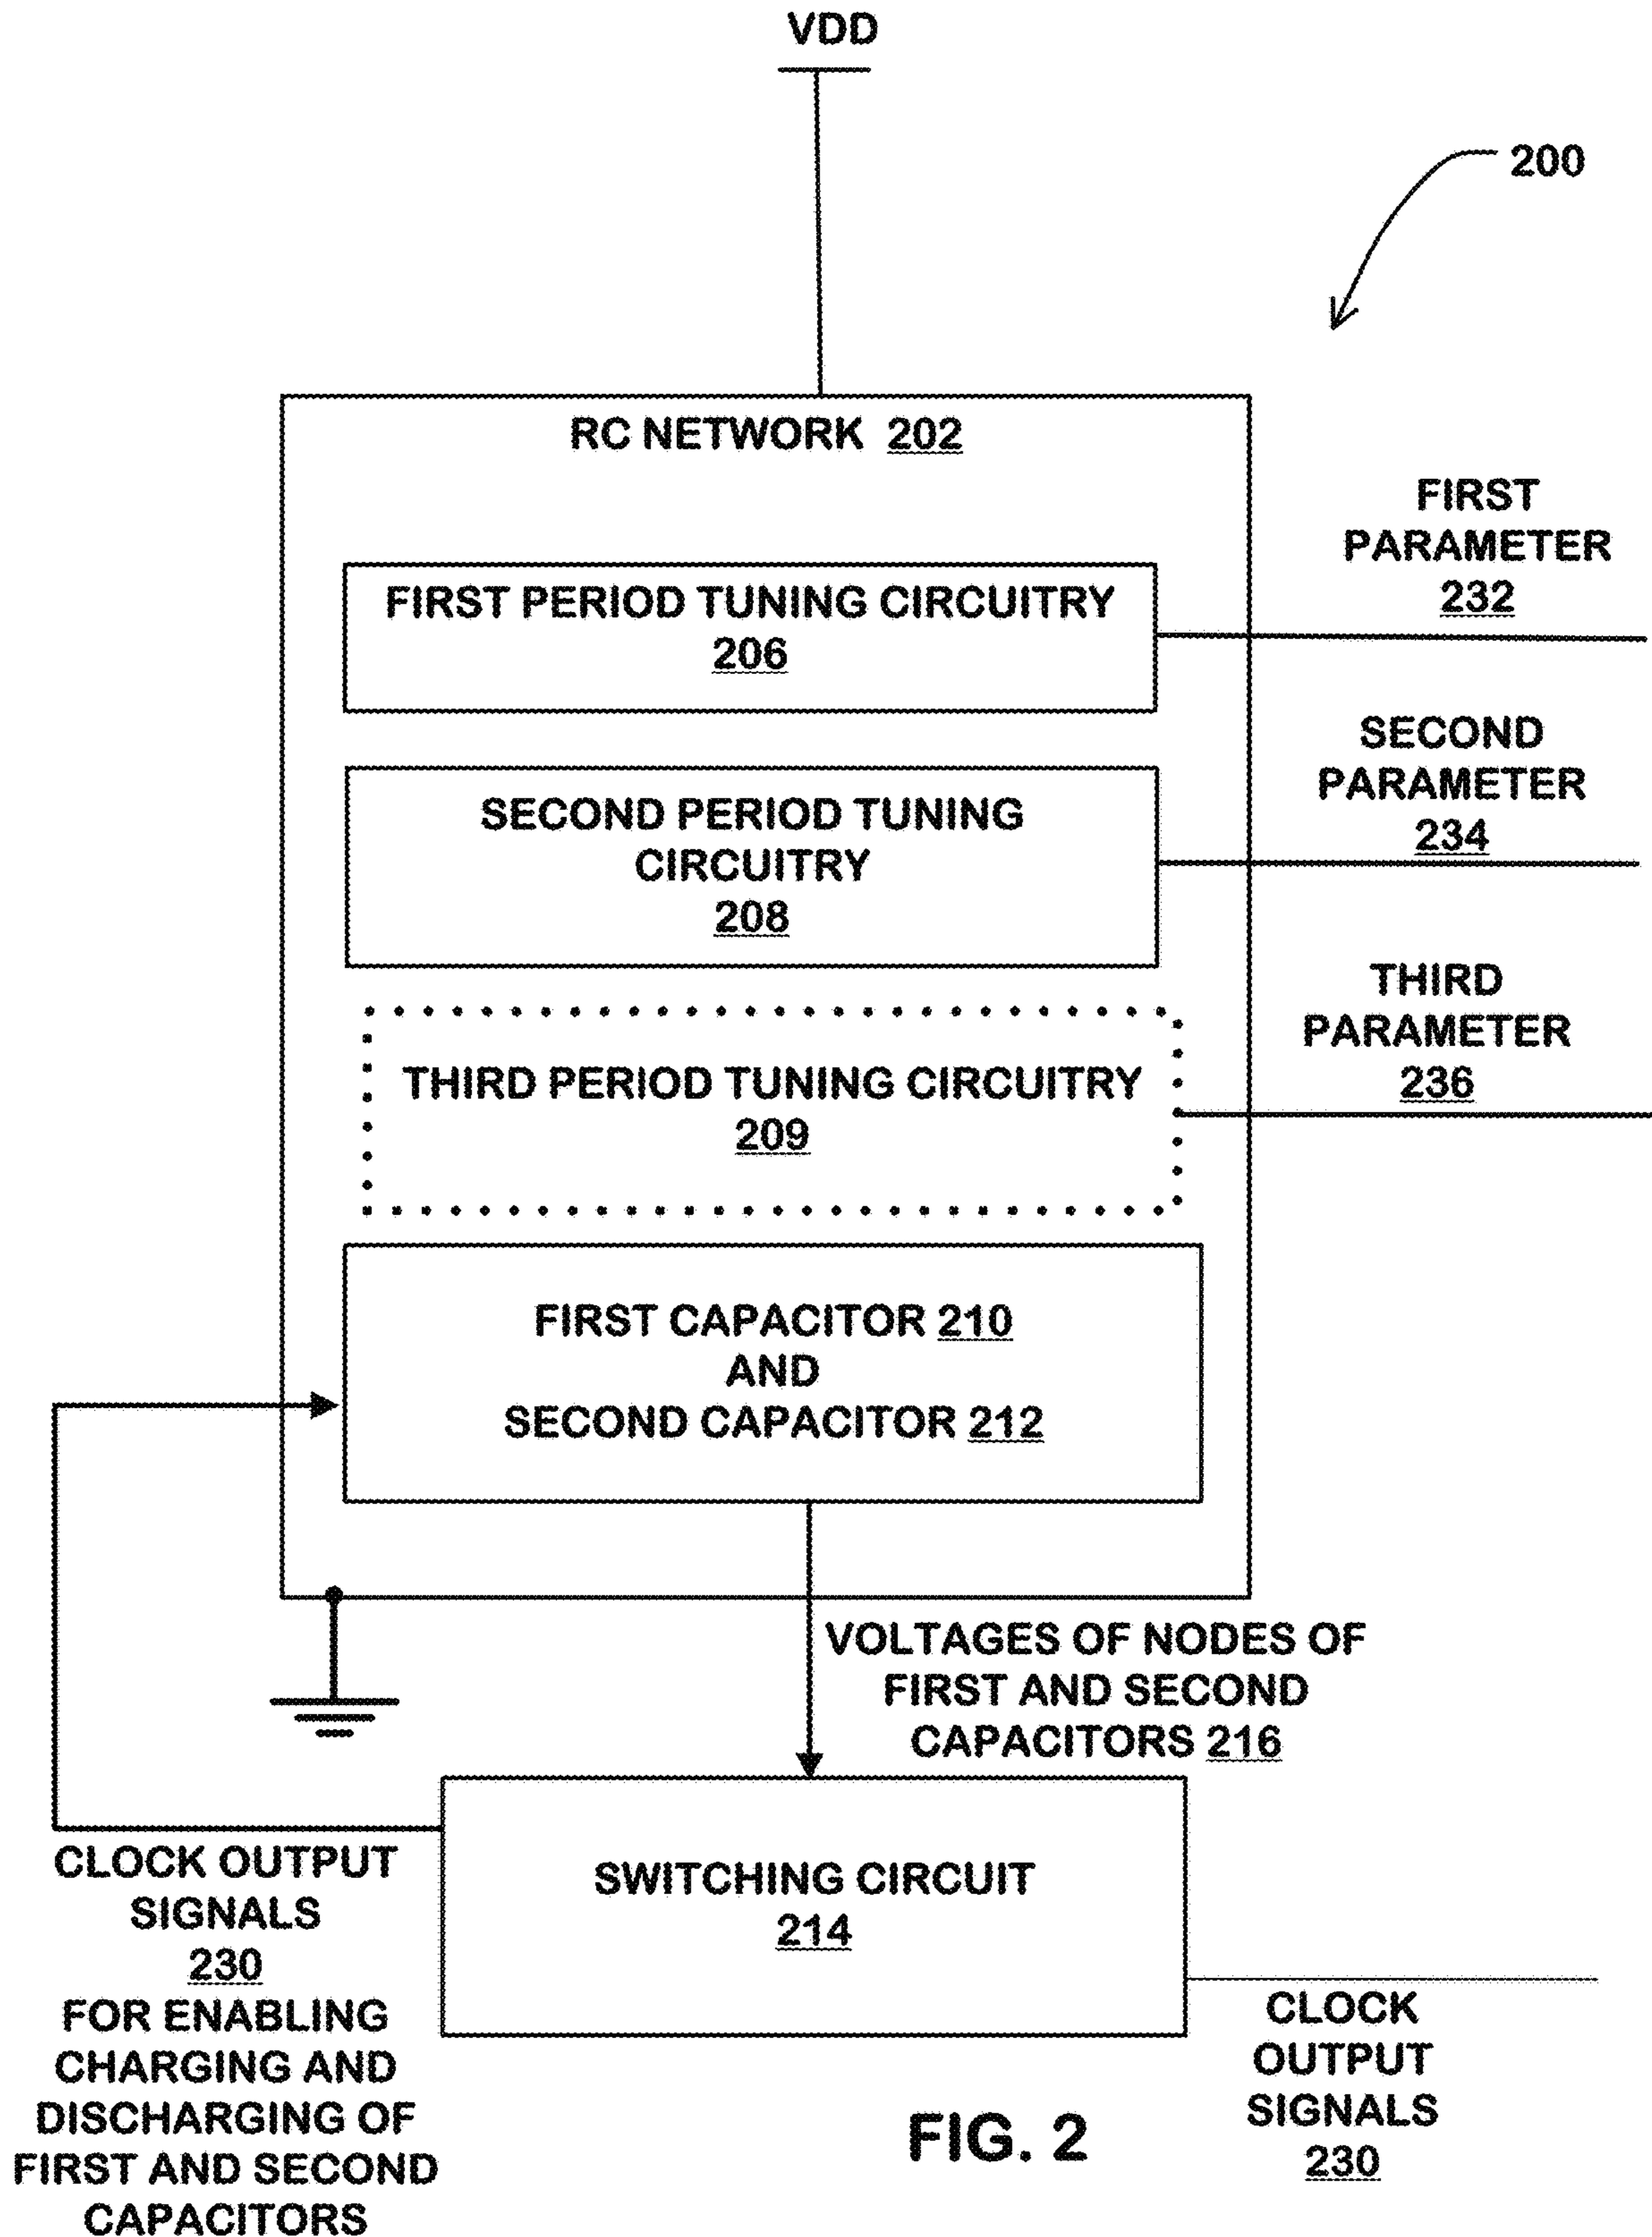 VDD
200
RC NETWORK 202
FIRST PERIOD TUNING CIRCUITRY
206
FIRST
PARAMETER
232
SECOND PERIOD TUNING
CIRCUITRY
208
SECOND
PARAMETER
234
THIRD PERIOD TUNING CIRCUITRY
209
THIRD
PARAMETER
236
FIRST CAPACITOR 210
AND
SECOND CAPACITOR 212
VOLTAGES OF NODES OF
FIRST AND SECOND
CAPACITORS 216
SWITCHING CIRCUIT
214
CLOCK OUTPUT
SIGNALS
230
FOR ENABLING
CHARGING AND
DISCHARGING OF
FIRST AND SECOND
CAPACITORS
CLOCK
OUTPUT
SIGNALS
230
FIG. 2